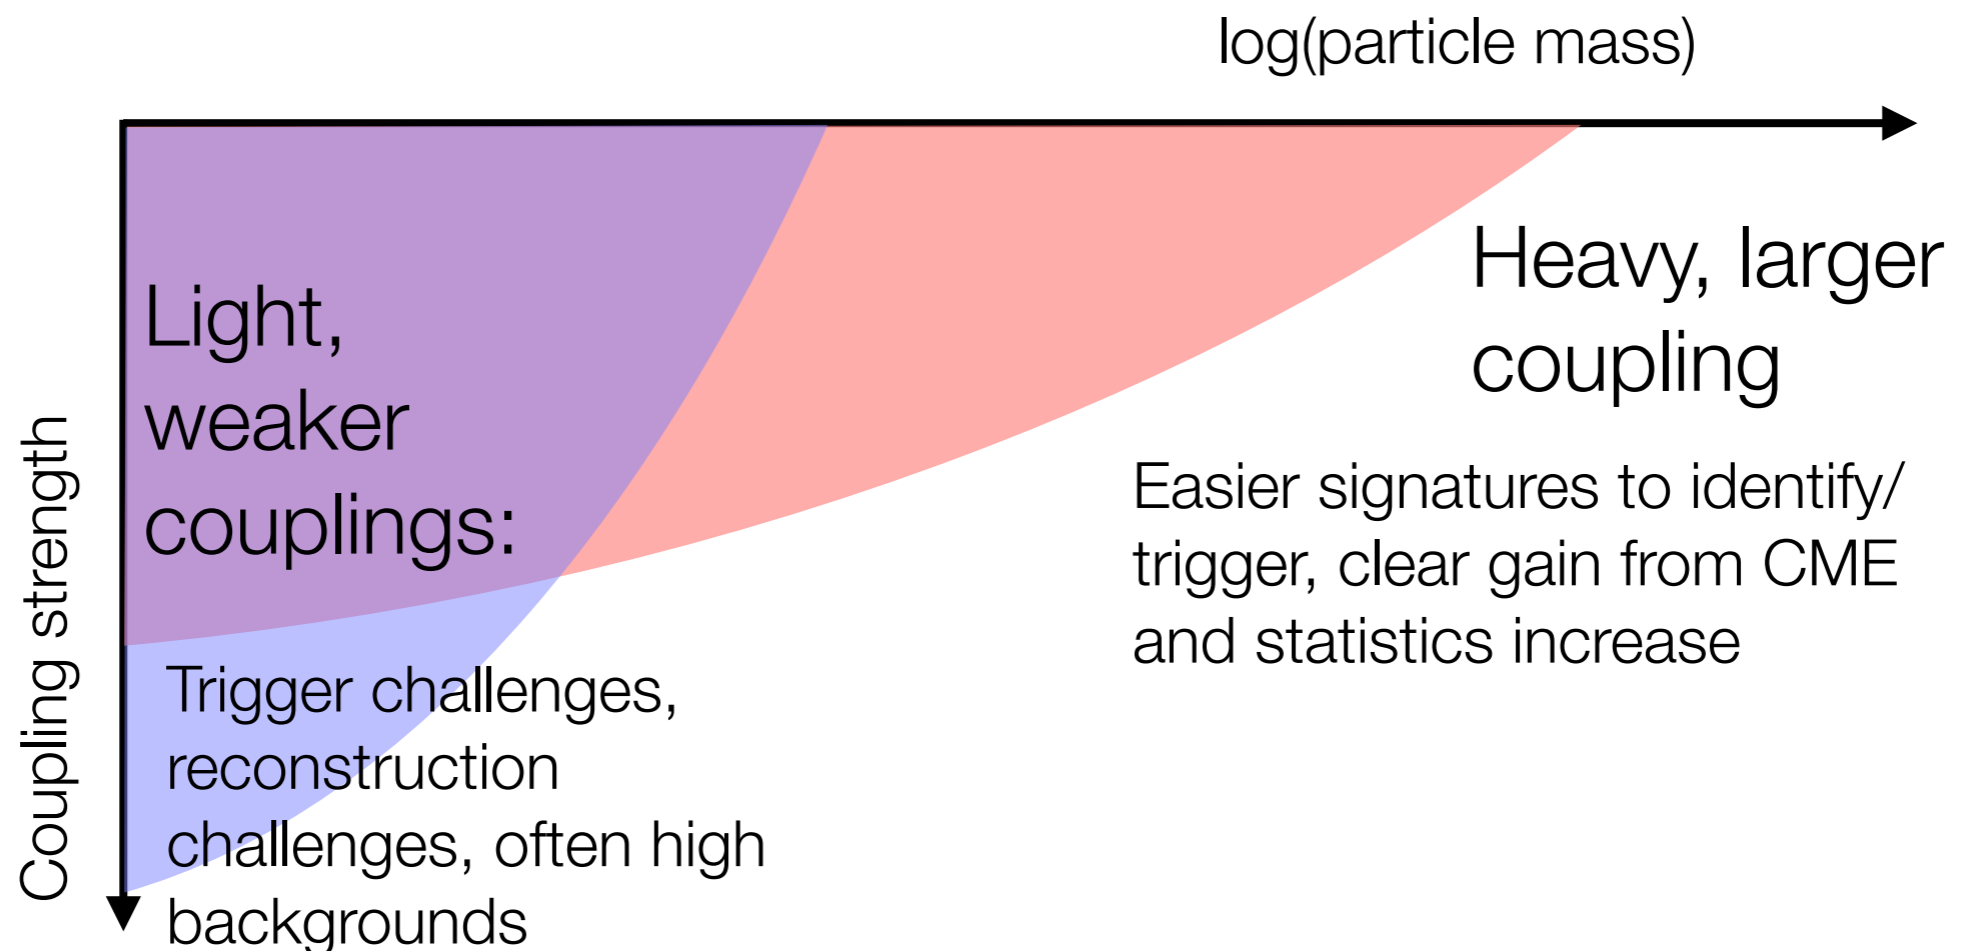 log(particle mass)
Light,
weaker
couplings:
Heavy, larger
coupling
Easier signatures to identify/
trigger, clear gain from CME
and statistics increase
Coupling strength
Trigger challenges,
reconstruction
challenges, often high
backgrounds